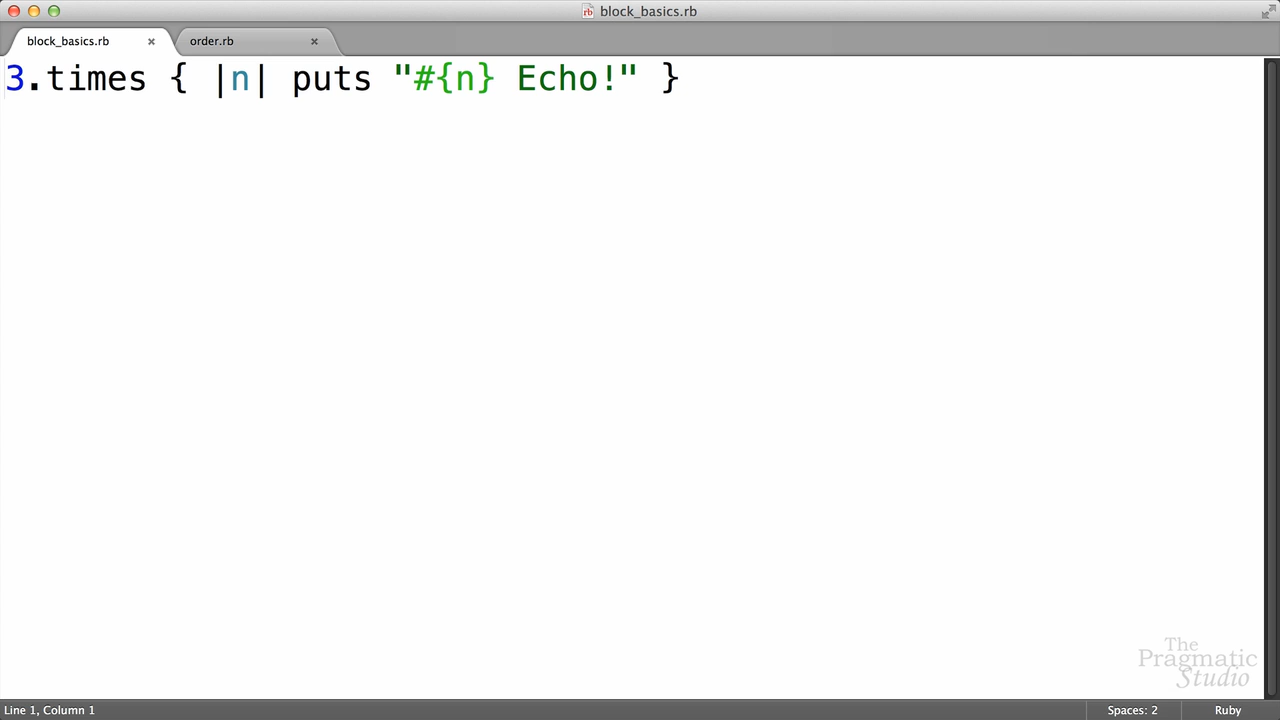 block_basics.rb
block_basics.rb × order.rb ×
3.times { |n| puts "#{n} Echo!" }
The
Pragmatic
Studio
Line 1, Column 1 Spaces: 2 Ruby